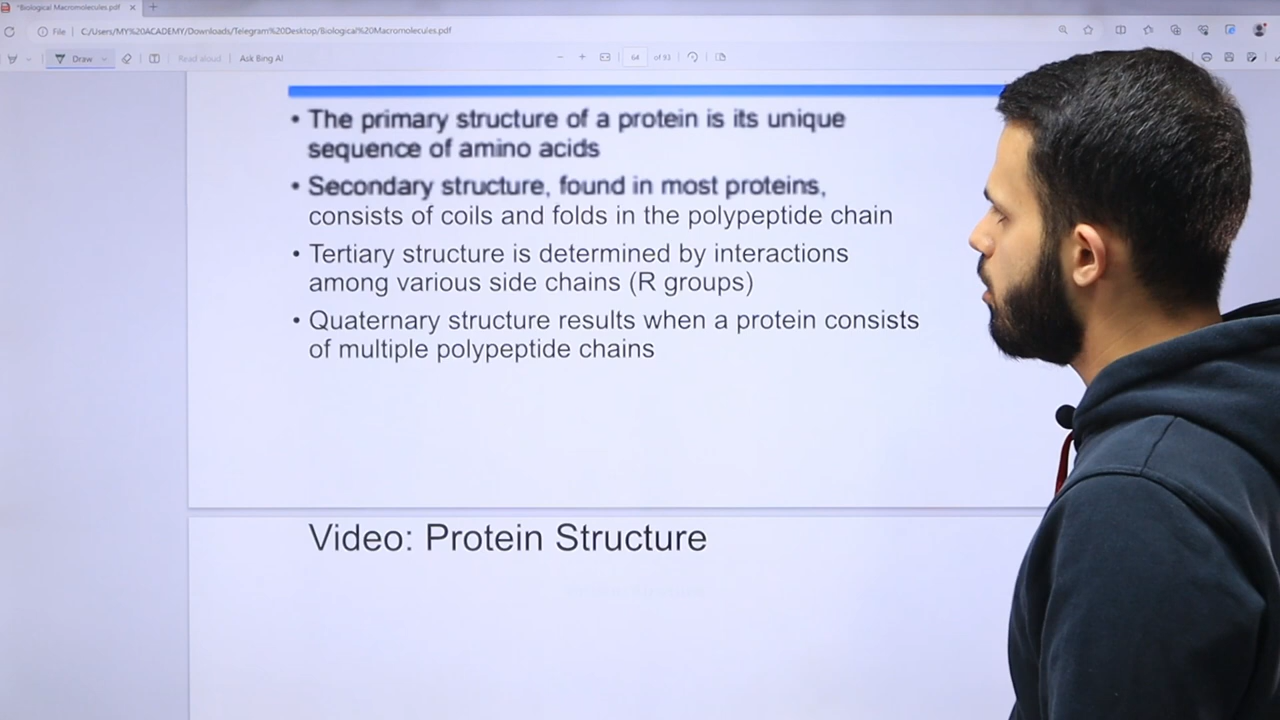 *Biological Macromolecules.pdf
File
C:/Users/MY%20ACADEMY/Downloads/Telegram%20Desktop/Biological%20Macromolecules.pdf
Draw
Read aloud
Ask Bing AI
64
of 93
• The primary structure of a protein is its unique
sequence of amino acids
• Secondary structure, found in most proteins,
consists of coils and folds in the polypeptide chain
• Tertiary structure is determined by interactions
among various side chains (R groups)
• Quaternary structure results when a protein consists
of multiple polypeptide chains
Video: Protein Structure